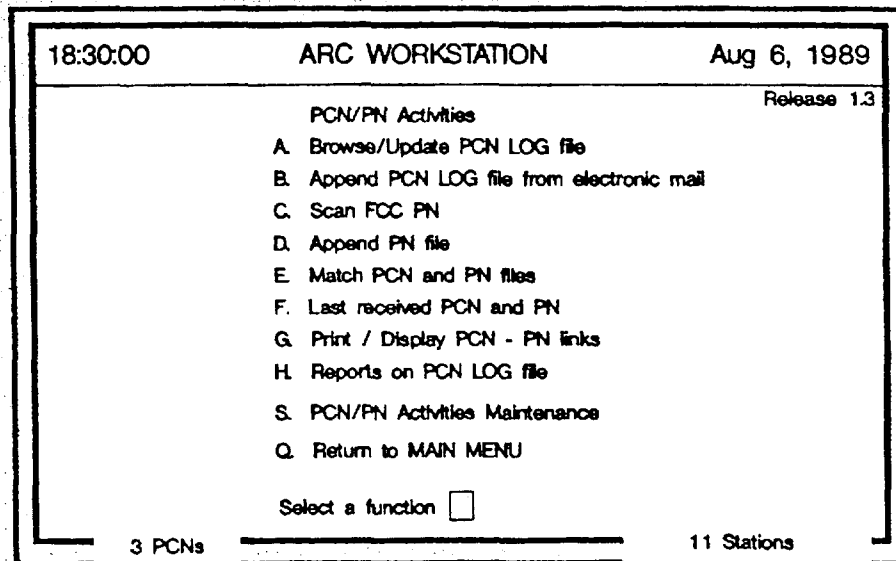 18:30:00 ARC WORKSTATION Aug 6, 1989
Release 1.3
PCN/PN Activities
A. Browse/Update PCN LOG file
B. Append PCN LOG file from electronic mail
C. Scan FCC PN
D. Append PN file
E. Match PCN and PN files
F. Last received PCN and PN
G. Print / Display PCN - PN links
H. Reports on PCN LOG file
S. PCN/PN Activities Maintenance
Q. Return to MAIN MENU
Select a function
3 PCNs 11 Stations